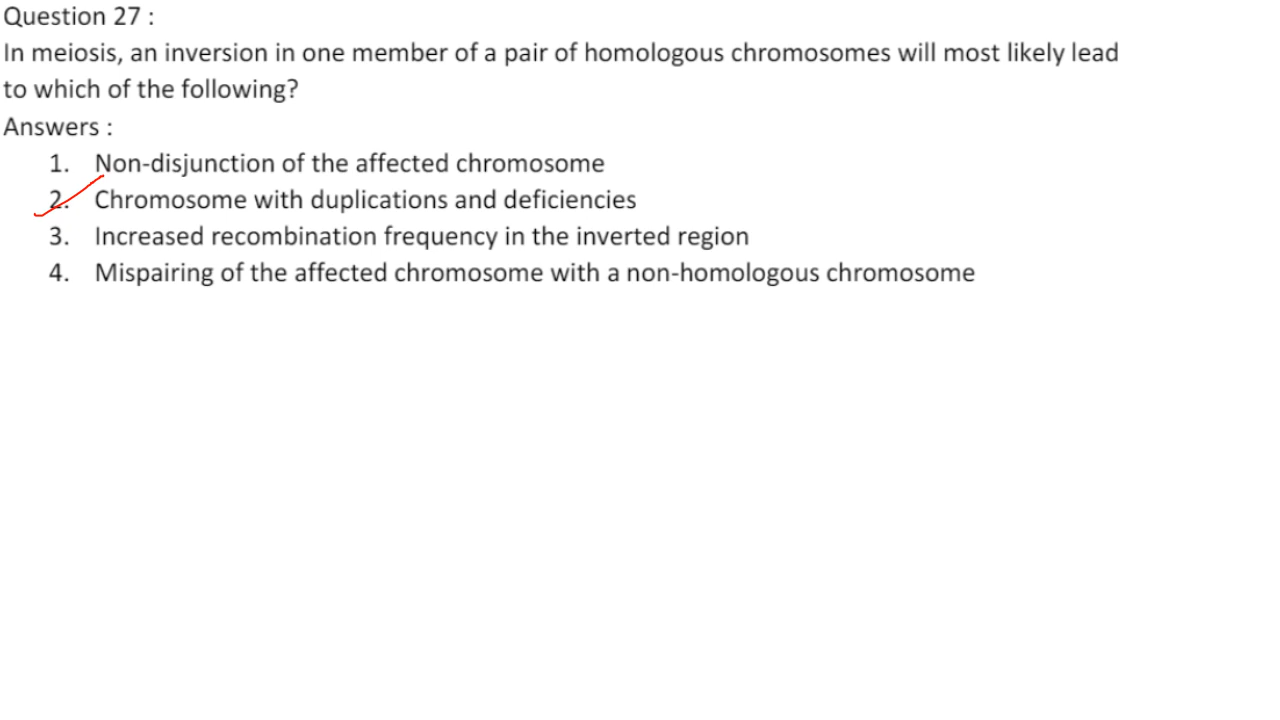 Question 27 :
In meiosis, an inversion in one member of a pair of homologous chromosomes will most likely lead
to which of the following?
Answers :
1. Non-disjunction of the affected chromosome
2. Chromosome with duplications and deficiencies
3. Increased recombination frequency in the inverted region
4. Mispairing of the affected chromosome with a non-homologous chromosome